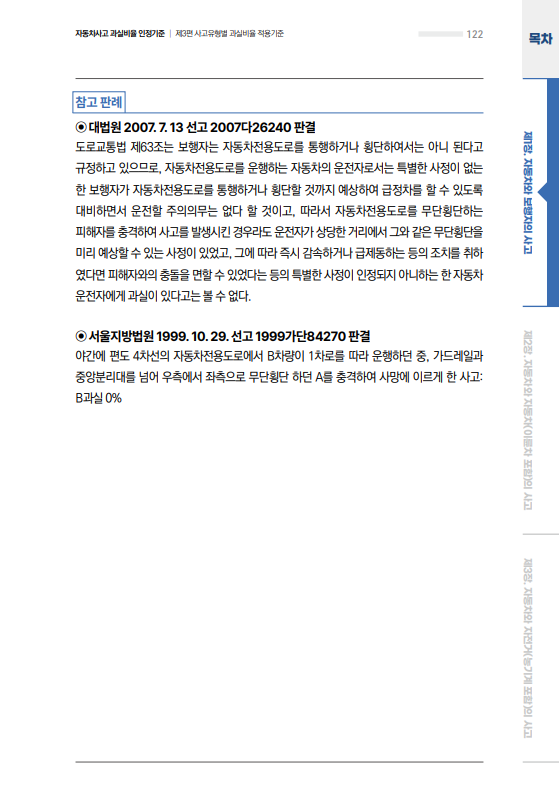 자동차사고 과실비율 인정기준 | 제3편 사고유형별 과실비율 적용기준
122
목차
참고 판례
◉ 대법원 2007. 7. 13 선고 2007다26240 판결
도로교통법 제63조는 보행자는 자동차전용도로를 통행하거나 횡단하여서는 아니 된다고
규정하고 있으므로, 자동차전용도로를 운행하는 자동차의 운전자로서는 특별한 사정이 없는
한 보행자가 자동차전용도로를 통행하거나 횡단할 것까지 예상하여 급정차를 할 수 있도록
대비하면서 운전할 주의의무는 없다 할 것이고, 따라서 자동차전용도로를 무단횡단하는
피해자를 충격하여 사고를 발생시킨 경우라도 운전자가 상당한 거리에서 그와 같은 무단횡단을
미리 예상할 수 있는 사정이 있었고, 그에 따라 즉시 감속하거나 급제동하는 등의 조치를 취하
였다면 피해자와의 충돌을 면할 수 있었다는 등의 특별한 사정이 인정되지 아니하는 한 자동차
운전자에게 과실이 있다고는 볼 수 없다.
◉ 서울지방법원 1999. 10. 29. 선고 1999가단84270 판결
야간에 편도 4차선의 자동차전용도로에서 B차량이 1차로를 따라 운행하던 중, 가드레일과
중앙분리대를 넘어 우측에서 좌측으로 무단횡단 하던 A를 충격하여 사망에 이르게 한 사고:
B과실 0%
제1장. 자동차와 보행자의 사고
제2장. 자동차와 자동차(이륜차 포함)의 사고
제3장. 자동차와 자전거(농기계 포함)의 사고